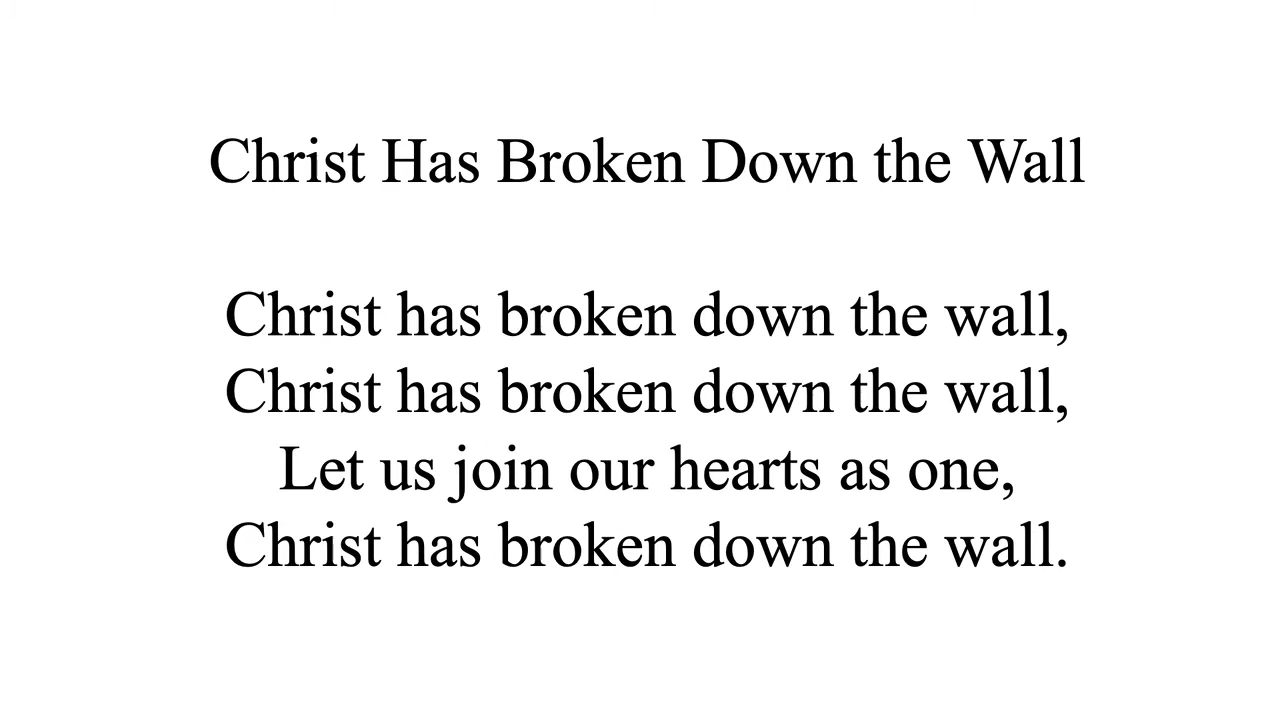 Christ Has Broken Down the Wall
Christ has broken down the wall,
Christ has broken down the wall,
Let us join our hearts as one,
Christ has broken down the wall.